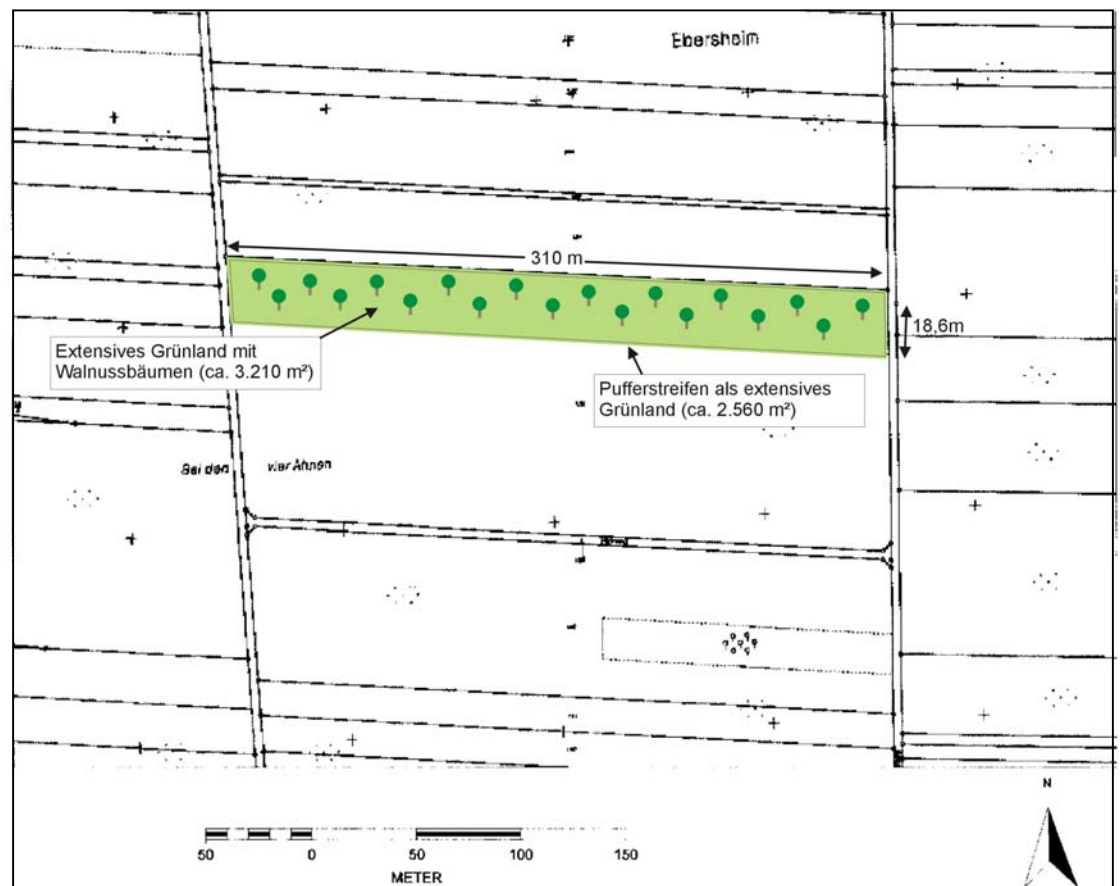 Ebersheim
310 m
18,6m
Extensives Grünland mit
Walnussbäumen (ca. 3.210 m²)
Pufferstreifen als extensives
Grünland (ca. 2.560 m²)
Bei den vier Ahnen
N
50 0 50 100 150
METER